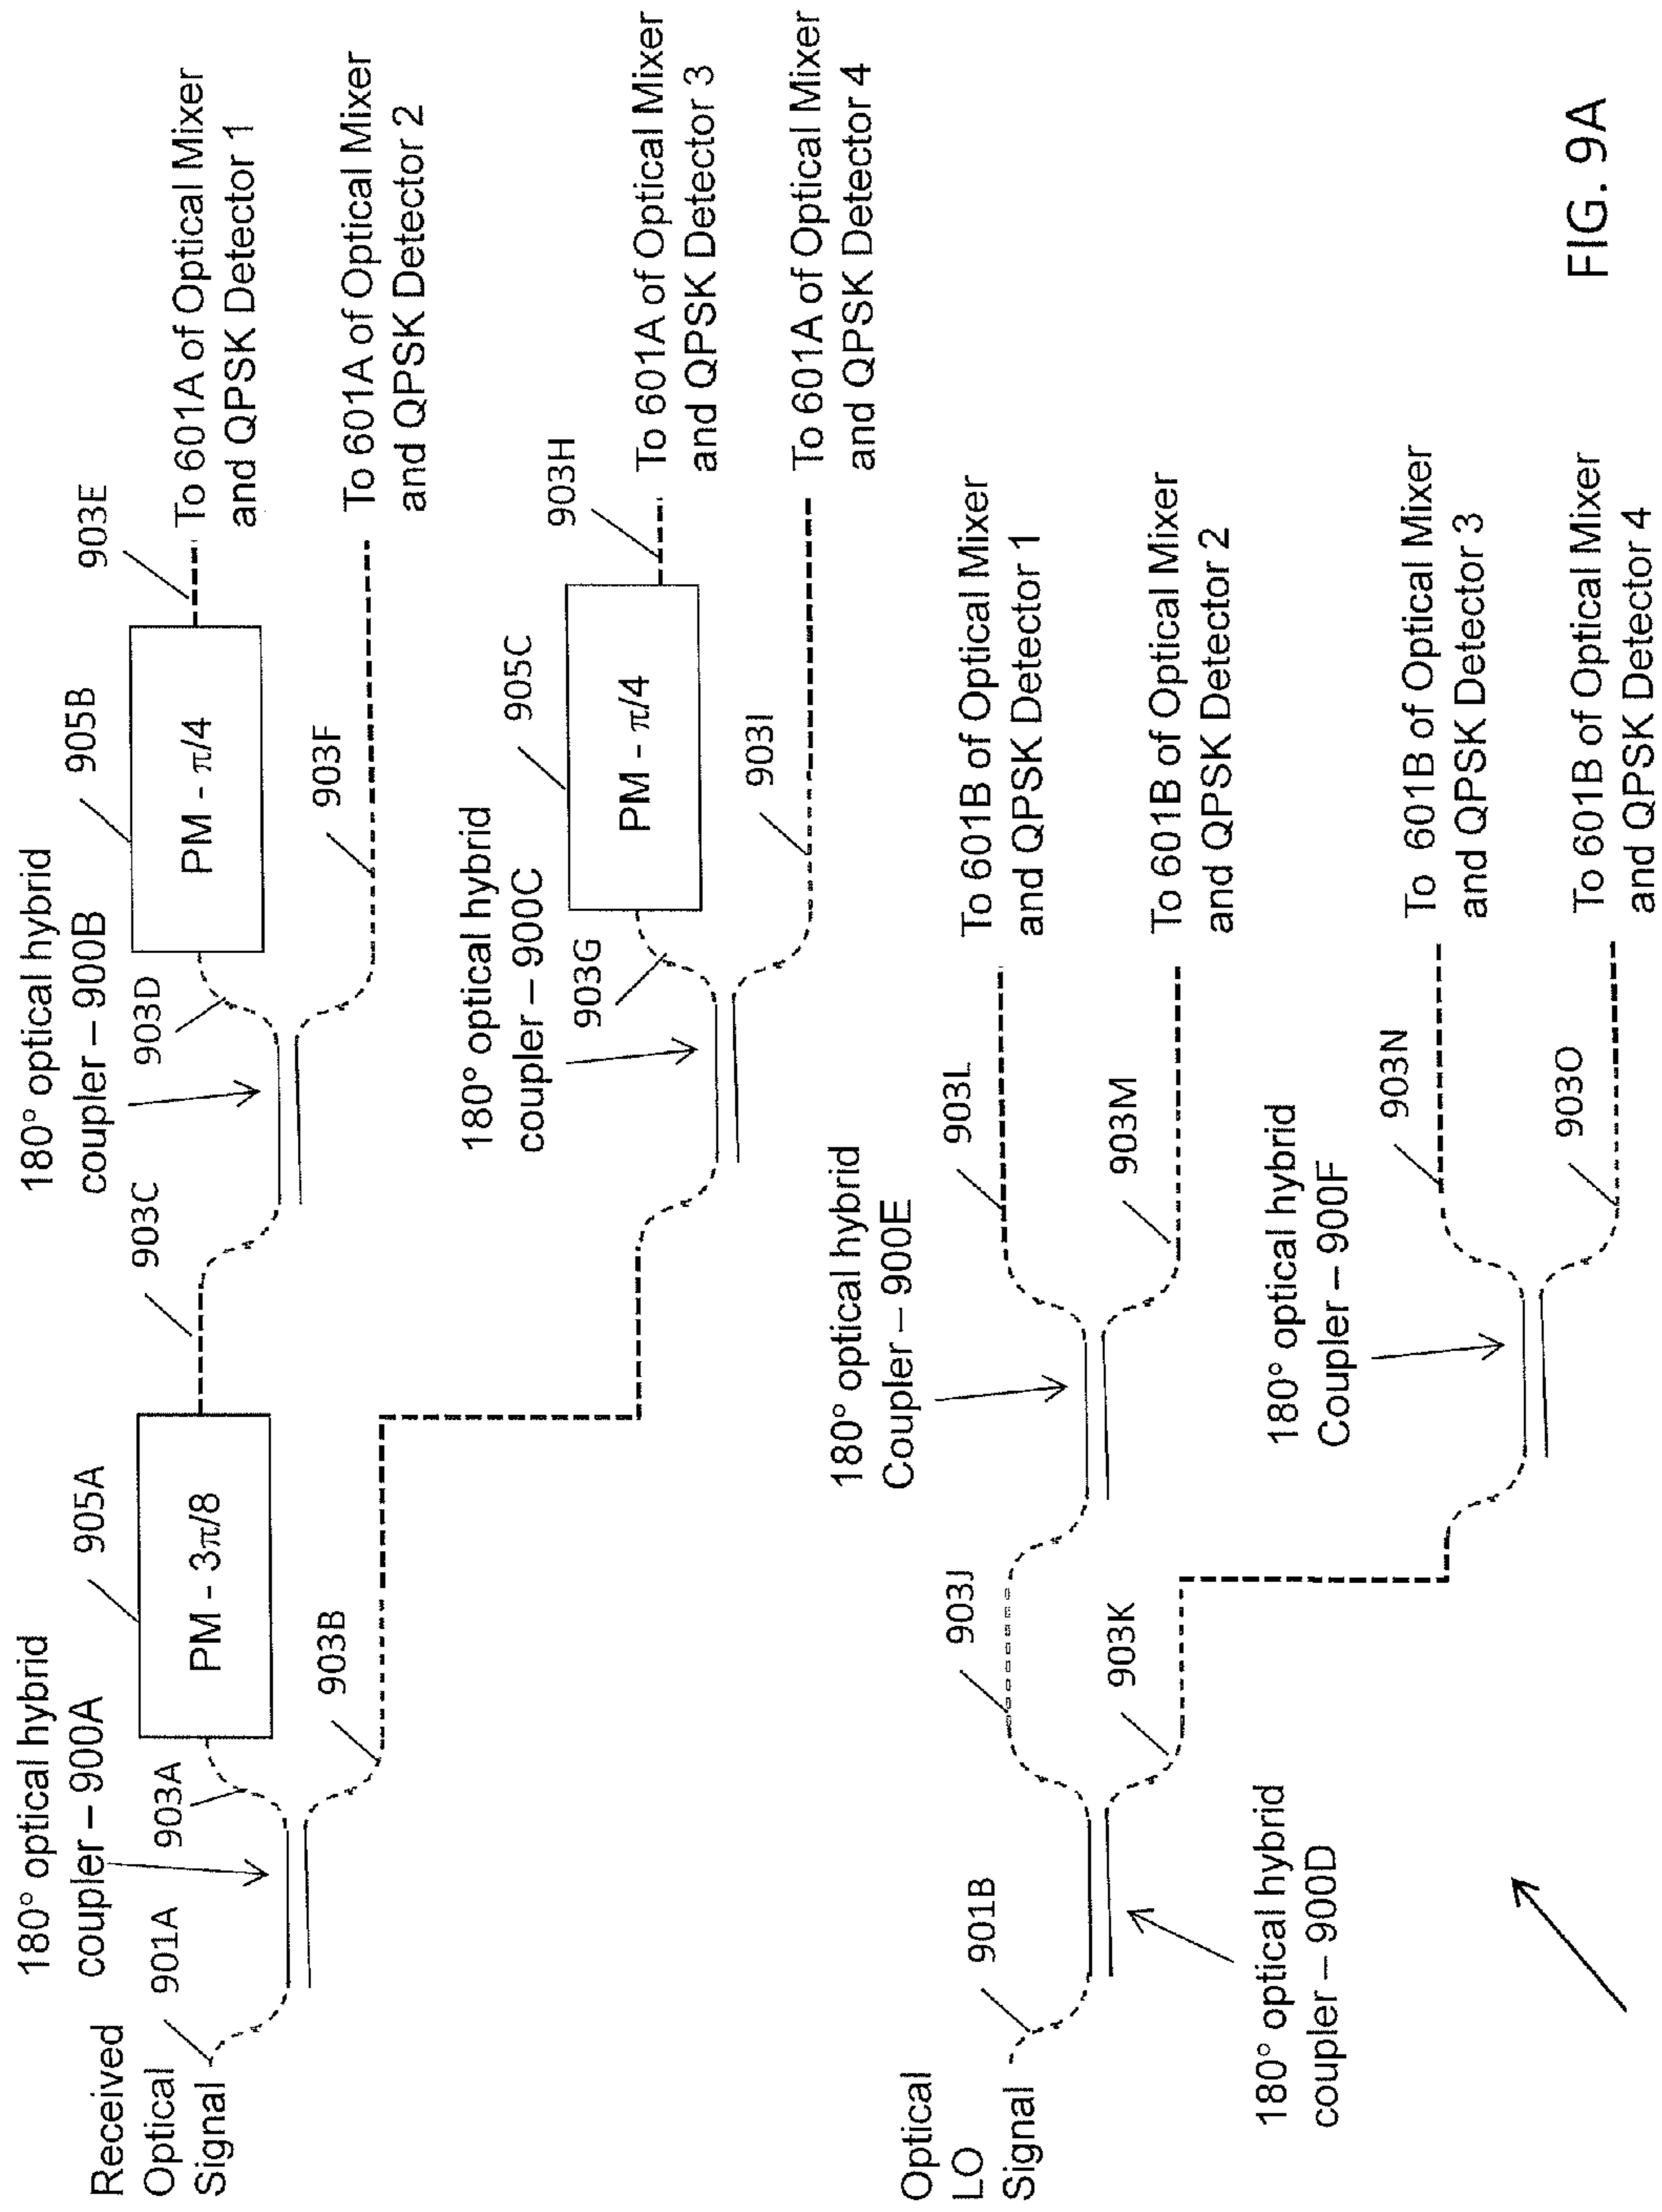 Received
Optical
Signal
901A
180° optical hybrid
coupler – 900A
903A
905A
PM - 3π/8
903B
903C
180° optical hybrid
coupler – 900B
903D
905B
PM - π/4
903F
903E
To 601A of Optical Mixer
and QPSK Detector 1
To 601A of Optical Mixer
and QPSK Detector 2
180° optical hybrid
coupler – 900C
903G
905C
PM - π/4
903I
903H
To 601A of Optical Mixer
and QPSK Detector 3
To 601A of Optical Mixer
and QPSK Detector 4
Optical
LO
Signal
901B
180° optical hybrid
coupler – 900D
903J
903K
180° optical hybrid
Coupler – 900E
903L
903M
To 601B of Optical Mixer
and QPSK Detector 1
To 601B of Optical Mixer
and QPSK Detector 2
180° optical hybrid
Coupler – 900F
903N
903O
To 601B of Optical Mixer
and QPSK Detector 3
To 601B of Optical Mixer
and QPSK Detector 4
FIG. 9A